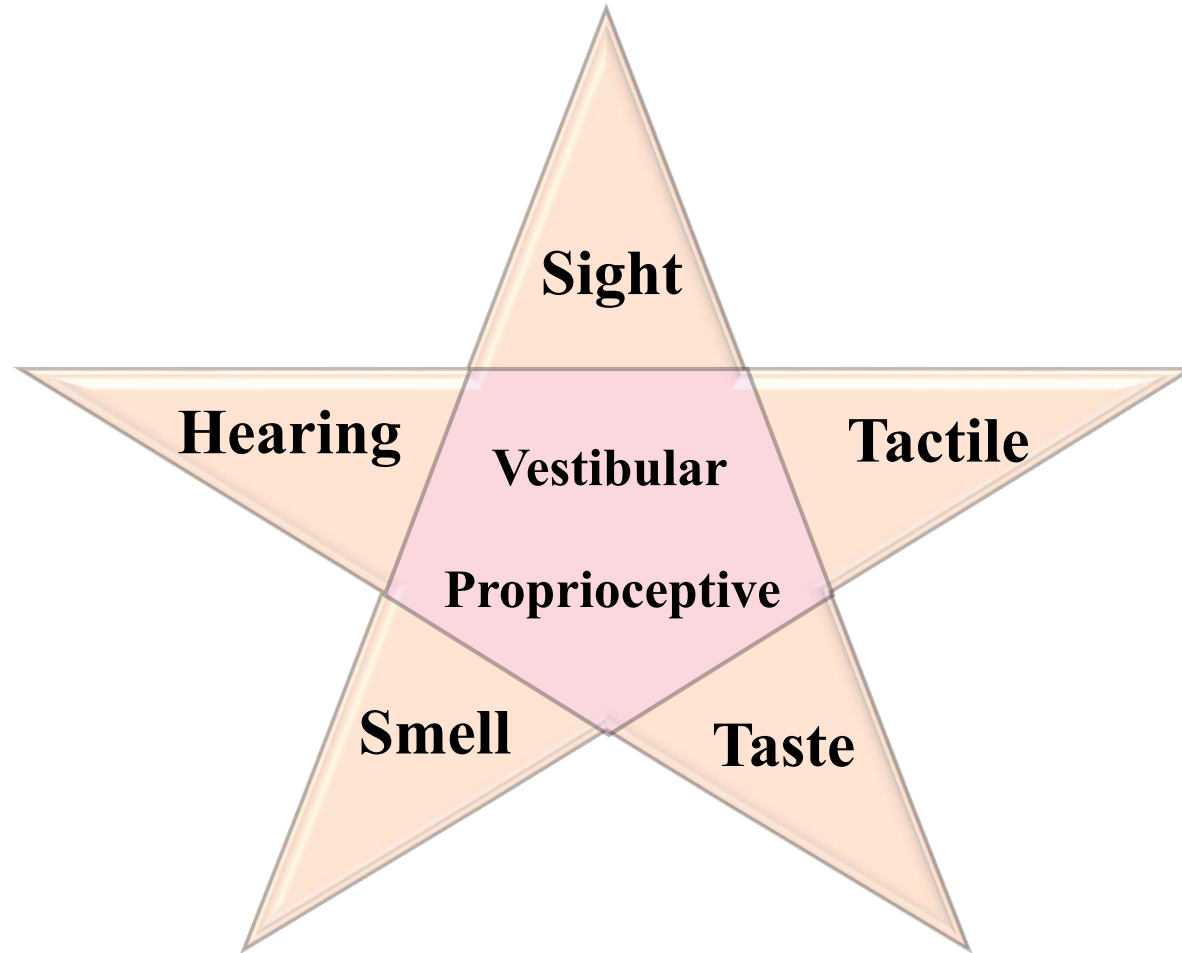 Sight
Hearing
Tactile
Vestibular
Proprioceptive
Smell
Taste